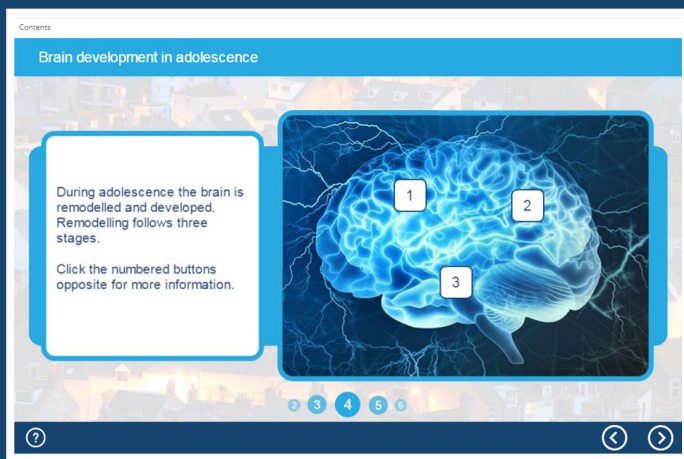 Contents
Brain development in adolescence
During adolescence the brain is
remodelled and developed.
Remodelling follows three
stages.
Click the numbered buttons
opposite for more information.
1
2
3
2 3 4 5 6
?